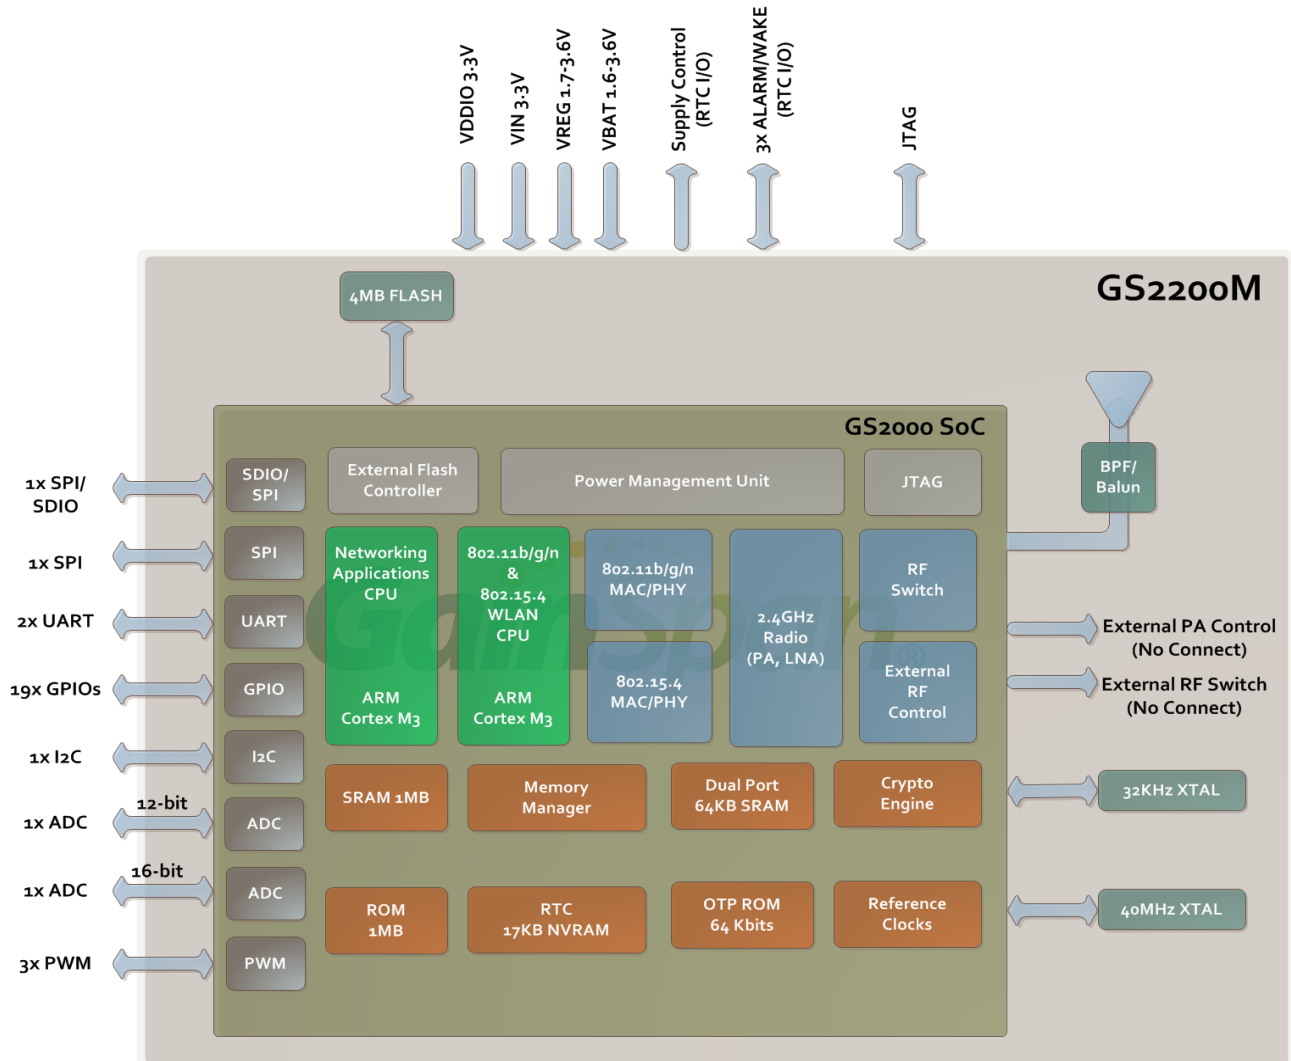 VDDIO 3.3V
VIN 3.3V
VREG 1.7-3.6V
VBAT 1.6-3.6V
Supply Control
(RTC I/O)
3x ALARM/WAKE
(RTC I/O)
JTAG
GS2200M
4MB FLASH
GS2000 SoC
BPF/
Balun
1x SPI/
SDIO
1x SPI
2x UART
19x GPIOs
1x I2C
12-bit
1x ADC
16-bit
1x ADC
3x PWM
SDIO/
SPI
SPI
UART
GPIO
I2C
ADC
ADC
PWM
External Flash
Controller
Power Management Unit
JTAG
Networking
Applications
CPU
ARM
Cortex M3
802.11b/g/n
&
802.15.4
WLAN
CPU
ARM
Cortex M3
802.11b/g/n
MAC/PHY
802.15.4
MAC/PHY
2.4GHz
Radio
(PA, LNA)
RF
Switch
External
RF
Control
GainSpan®
SRAM 1MB
Memory
Manager
Dual Port
64KB SRAM
Crypto
Engine
ROM
1MB
RTC
17KB NVRAM
OTP ROM
64 Kbits
Reference
Clocks
External PA Control
(No Connect)
External RF Switch
(No Connect)
32KHz XTAL
40MHz XTAL